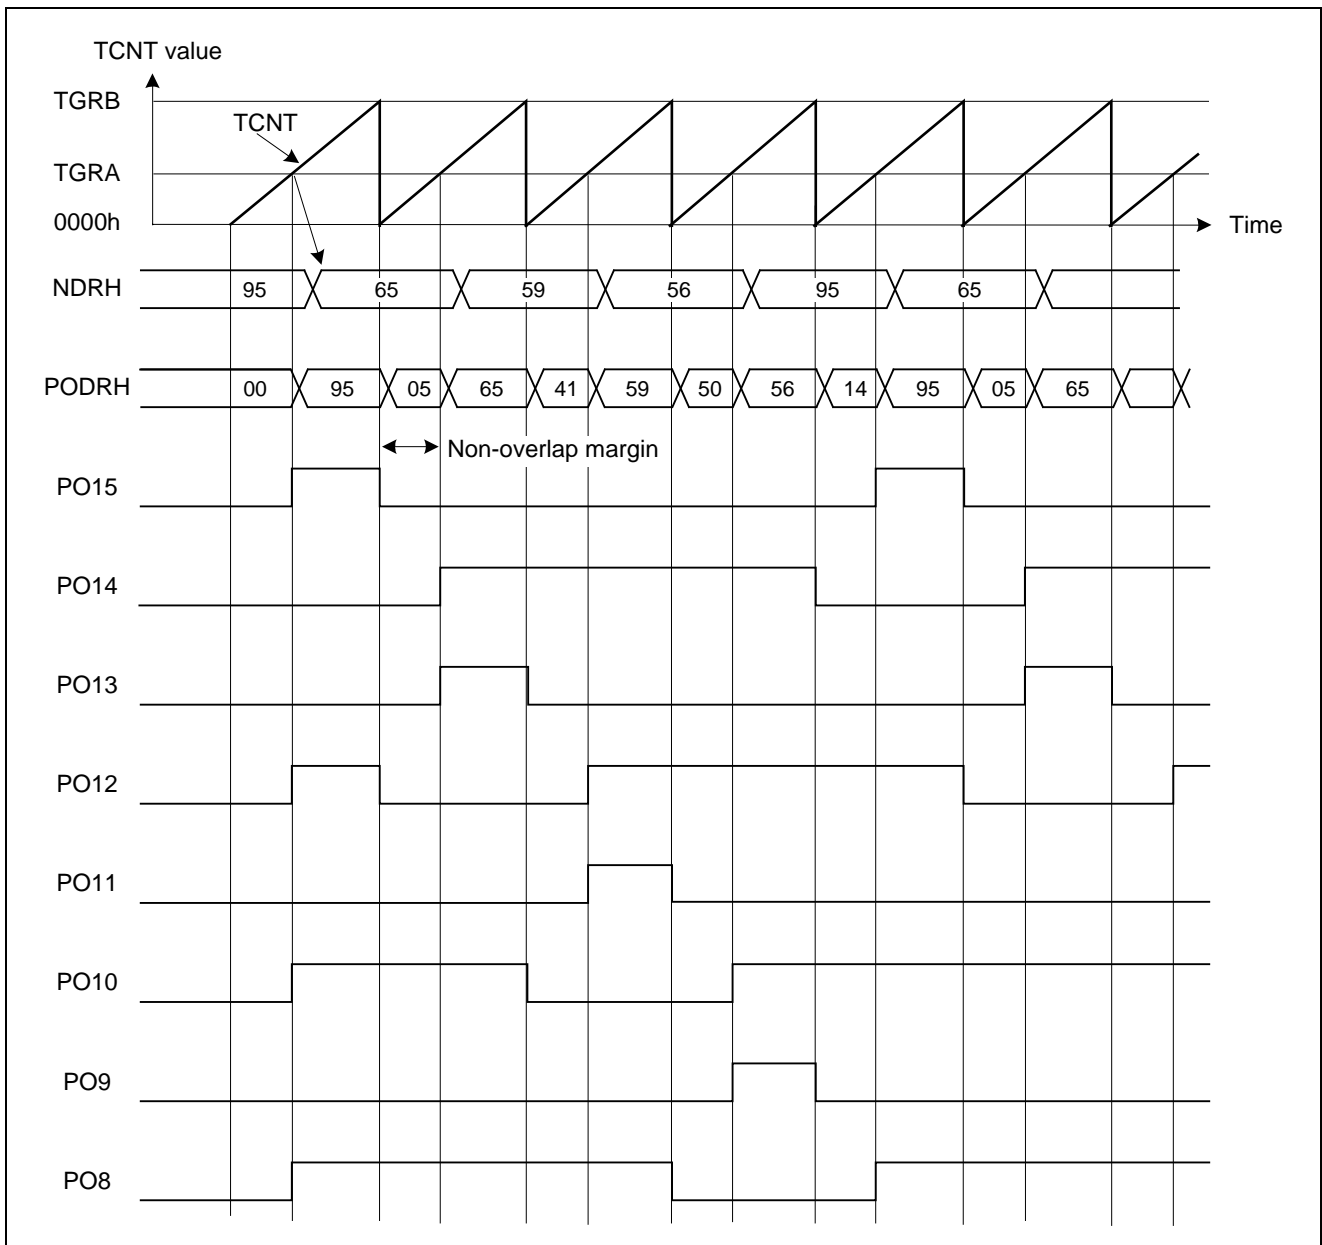 TCNT value
TGRB
TCNT
TGRA
0000h
Time
NDRH 95 65 59 56 95 65
PODRH 00 95 05 65 41 59 50 56 14 95 05 65
Non-overlap margin
PO15
PO14
PO13
PO12
PO11
PO10
PO9
PO8